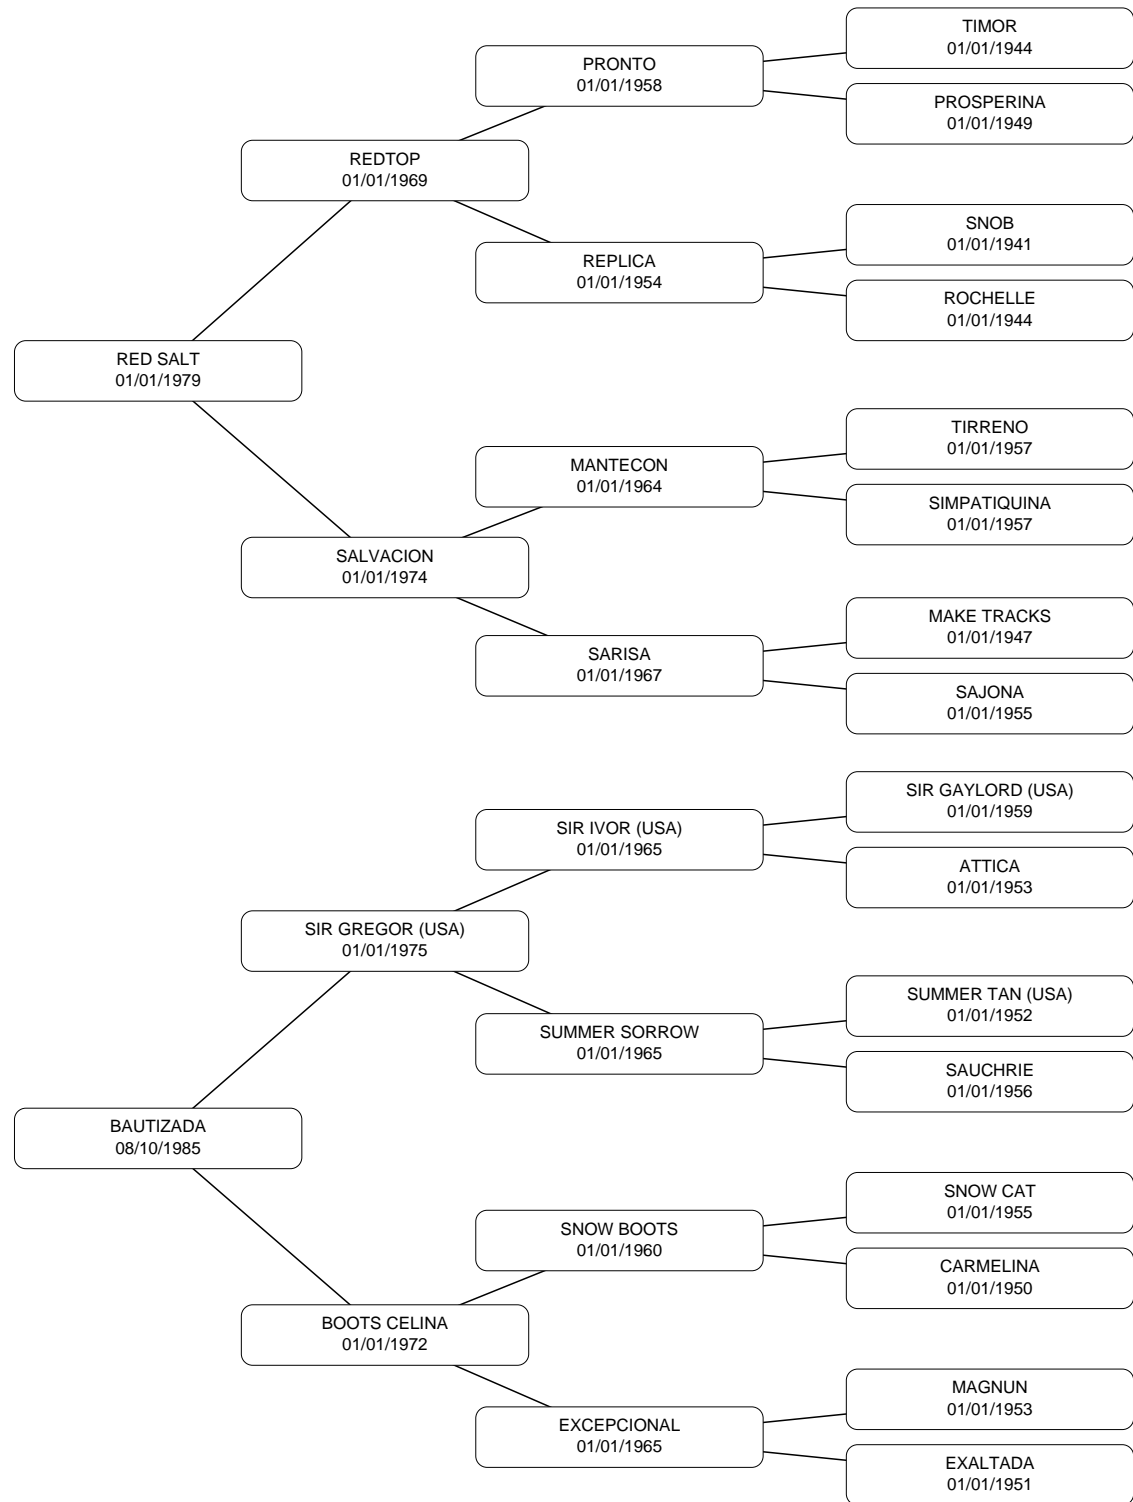 TIMOR
01/01/1944
PRONTO
01/01/1958
PROSPERINA
01/01/1949
REDTOP
01/01/1969
SNOB
01/01/1941
REPLICA
01/01/1954
ROCHELLE
01/01/1944
RED SALT
01/01/1979
TIRRENO
01/01/1957
MANTECON
01/01/1964
SIMPATIQUINA
01/01/1957
SALVACION
01/01/1974
MAKE TRACKS
01/01/1947
SARISA
01/01/1967
SAJONA
01/01/1955
SIR GAYLORD (USA)
01/01/1959
SIR IVOR (USA)
01/01/1965
ATTICA
01/01/1953
SIR GREGOR (USA)
01/01/1975
SUMMER TAN (USA)
01/01/1952
SUMMER SORROW
01/01/1965
SAUCHRIE
01/01/1956
BAUTIZADA
08/10/1985
SNOW CAT
01/01/1955
SNOW BOOTS
01/01/1960
CARMELINA
01/01/1950
BOOTS CELINA
01/01/1972
MAGNUN
01/01/1953
EXCEPCIONAL
01/01/1965
EXALTADA
01/01/1951